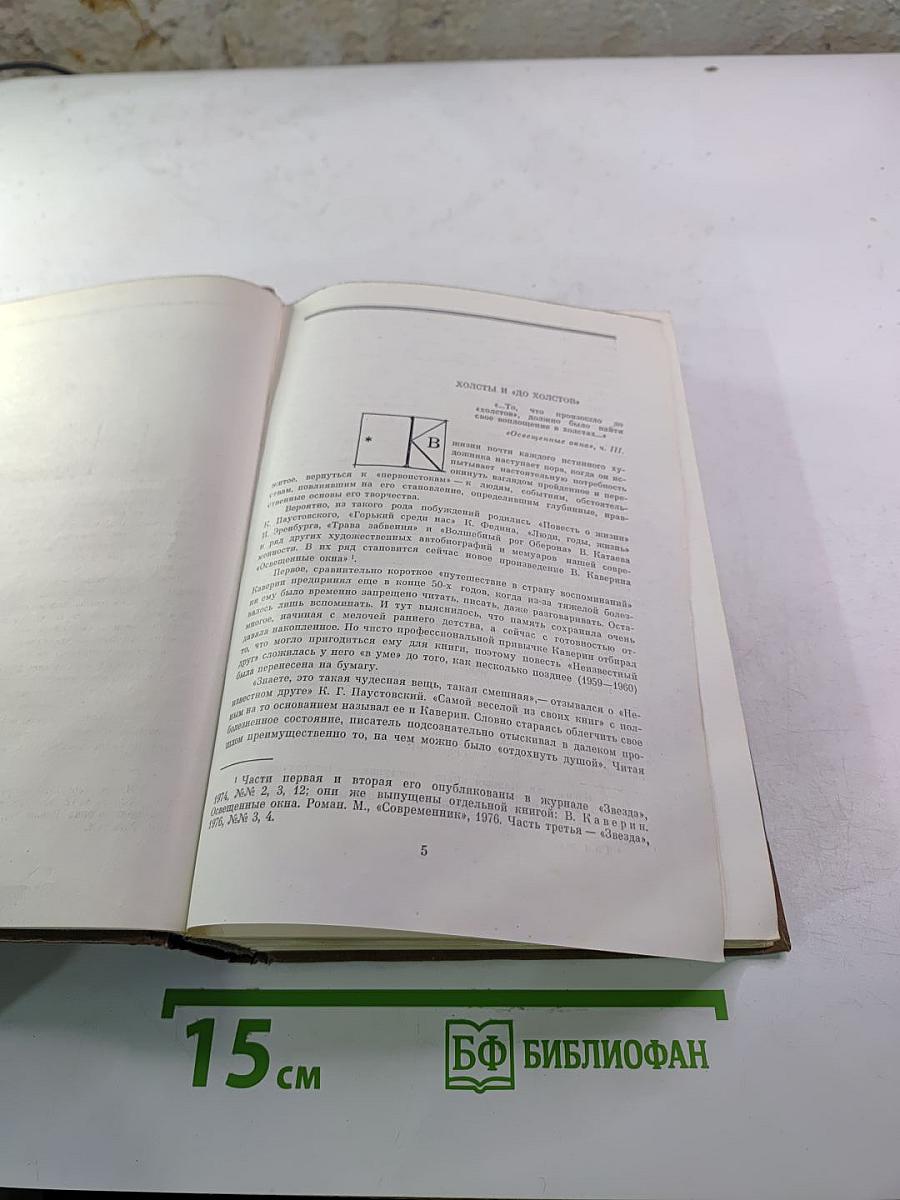 ХОЛСТЫ И «ДО ХОЛСТОВ»
«...То, что произошло до
«холстов», должно было найти
свое воплощение в холстах...»
«Освещенные окна», ч. III.
* В
жизни почти каждого истинного ху-
дожника наступает пора, когда он ис-
пытывает настоятельную потребность
окинуть взглядом пройденное и пере-
житое, вернуться к «первоистокам» — к людям, событиям, обстоятель-
ствам, повлиявшим на его становление, определявшим глубинные, нрав-
ственные основы его творчества.
Вероятно, из такого рода побуждений родились «Повесть о жизни»
К. Паустовского, «Горький среди нас» К. Федина, «Люди, годы, жизнь»
И. Эренбурга, «Трава забвения» и «Волшебный рог Оберона» В. Катаева
и ряд других художественных автобиографий и мемуаров нашей совре-
менности. В их ряд становится сейчас новое произведение В. Каверина
«Освещенные окна» ¹.
Первое, сравнительно короткое «путешествие в страну воспоминаний»
Каверин предпринял еще в конце 50-х годов, когда из-за тяжелой болез-
ни ему было временно запрещено читать, писать, даже разговаривать. Оста-
валось лишь вспоминать. И тут выяснилось, что память сохранила очень
многое, начиная с мелочей раннего детства, а сейчас с готовностью от-
давала накопленное. По чисто профессиональной привычке Каверин отбирал
то, что могло пригодиться ему для книги, поэтому повесть «Неизвестный
друг» сложилась у него «в уме» до того, как несколько позднее (1959—1960)
была перенесена на бумагу.
«Знаете, это такая чудесная вещь, такая смешная»,— отзывался о «Не-
известном друге» К. Г. Паустовский. «Самой веселой из своих книг» с пол-
ным на то основанием называл ее и Каверин. Словно стараясь облегчить свое
болезненное состояние, писатель подсознательно отыскивал в далеком про-
шлом преимущественно то, на чем можно было «отдохнуть душой». Читая
¹ Части первая и вторая его опубликованы в журнале «Звезда»,
1974, №№ 2, 3, 12; они же выпущены отдельной книгой: В. Каверин.
Освещенные окна. Роман. М., «Современник», 1976. Часть третья — «Звезда»,
1976, №№ 3, 4.
5
15 см
БФ БИБЛИОФАН